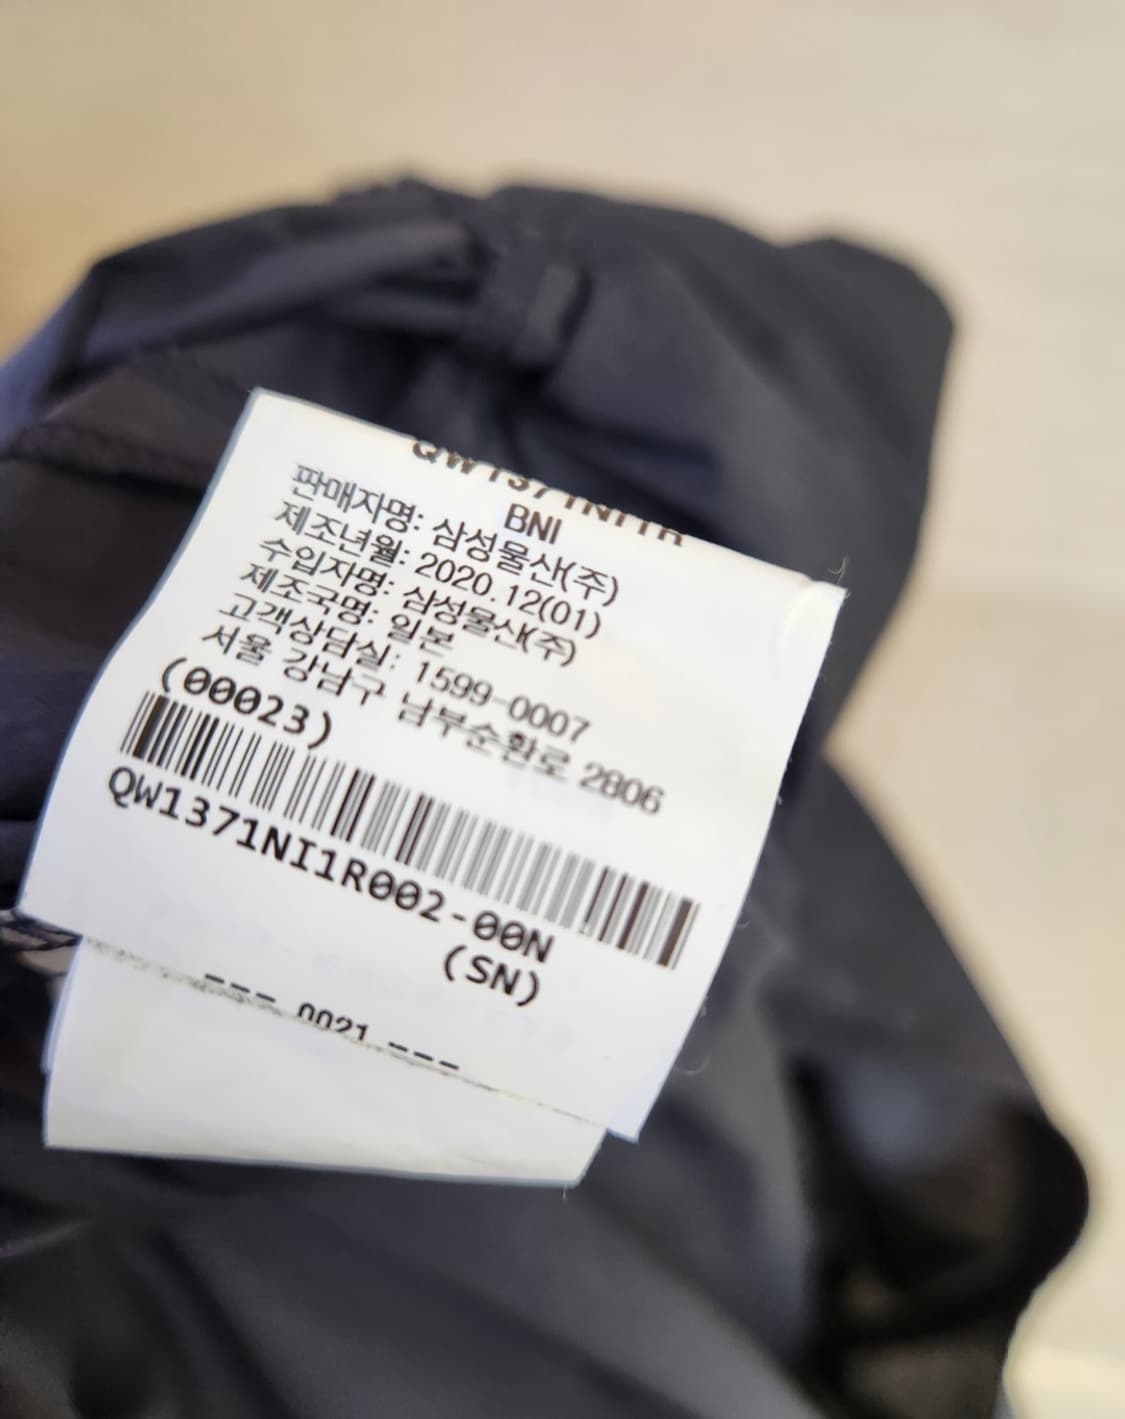 QW1371NI1R
BNI
판매자명: 삼성물산(주)
제조년월: 2020.12(01)
수입자명: 삼성물산(주)
제조국명: 일본
고객상담실: 1599-0007
서울 강남구 남부순환로 2806
(00023)
QW1371NI1R002-00N
(SN)
--- 0021 ---